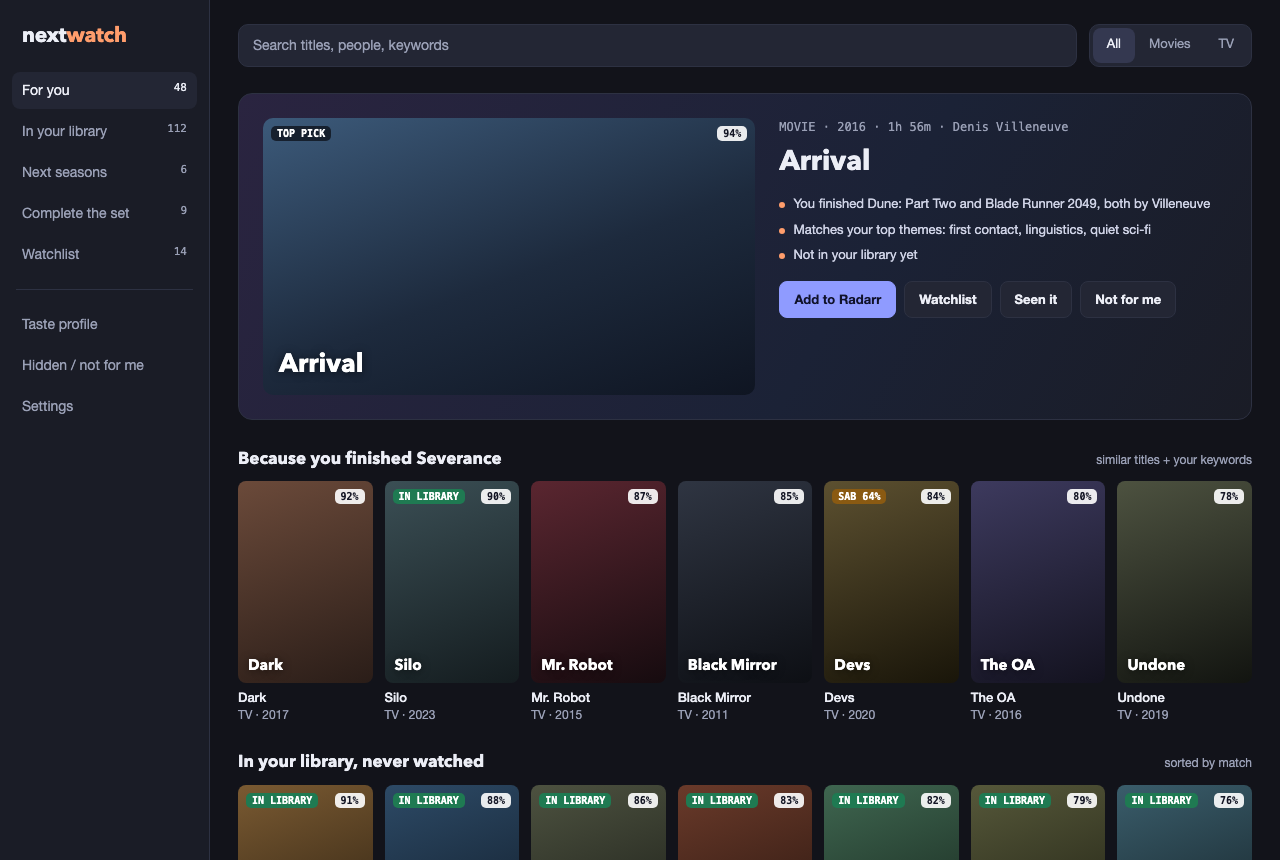 nextwatch
For you 48
In your library 112
Next seasons 6
Complete the set 9
Watchlist 14
Taste profile
Hidden / not for me
Settings
Search titles, people, keywords
All Movies TV
TOP PICK 94%
Arrival
MOVIE · 2016 · 1h 56m · Denis Villeneuve
Arrival
You finished Dune: Part Two and Blade Runner 2049, both by Villeneuve
Matches your top themes: first contact, linguistics, quiet sci-fi
Not in your library yet
Add to Radarr Watchlist Seen it Not for me
Because you finished Severance similar titles + your keywords
92% IN LIBRARY 90% 87% 85% SAB 64% 84% 80% 78%
Dark Silo Mr. Robot Black Mirror Devs The OA Undone
Dark Silo Mr. Robot Black Mirror Devs The OA Undone
TV · 2017 TV · 2023 TV · 2015 TV · 2011 TV · 2020 TV · 2016 TV · 2019
In your library, never watched sorted by match
IN LIBRARY 91% IN LIBRARY 88% IN LIBRARY 86% IN LIBRARY 83% IN LIBRARY 82% IN LIBRARY 79% IN LIBRARY 76%